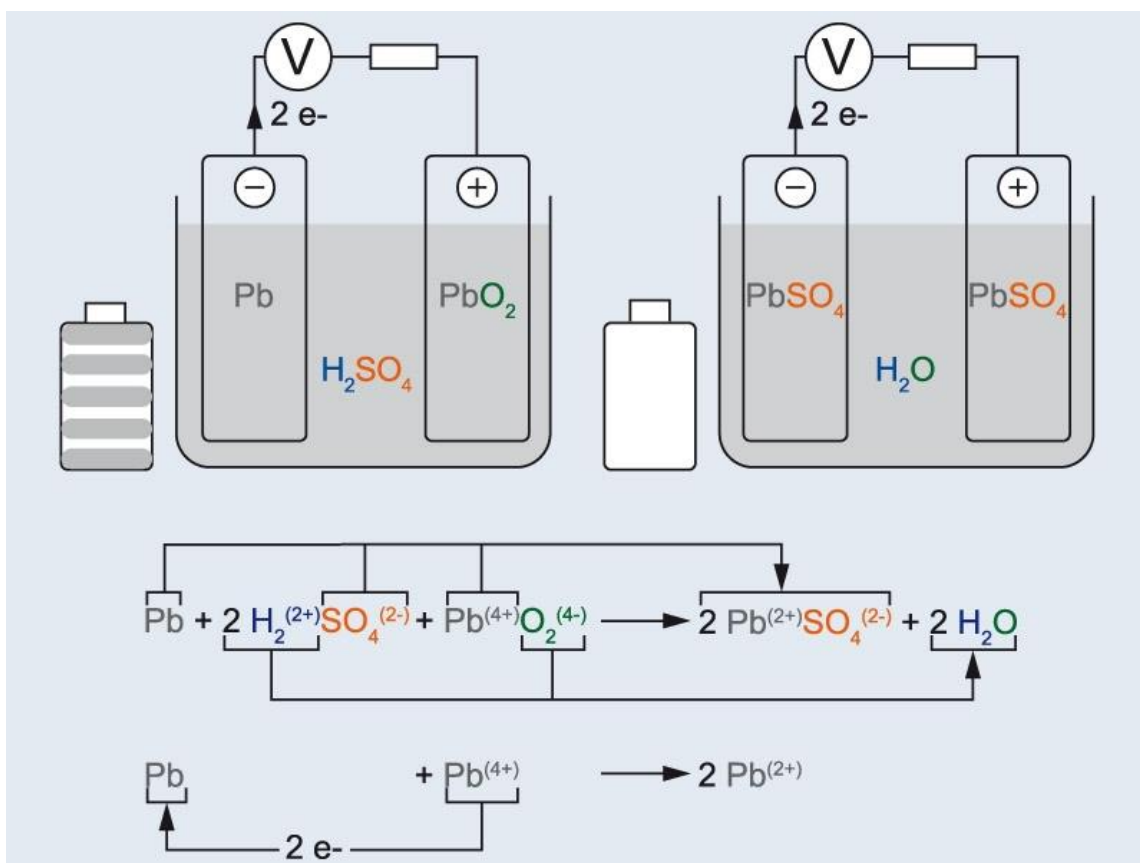 V V
2 e- 2 e-
− + − +
Pb PbO₂ PbSO₄ PbSO₄
H₂SO₄ H₂O
Pb + 2 H₂⁽²⁺⁾SO₄⁽²⁻⁾ + Pb⁽⁴⁺⁾O₂⁽⁴⁻⁾ → 2 Pb⁽²⁺⁾SO₄⁽²⁻⁾ + 2 H₂O
Pb + Pb⁽⁴⁺⁾ → 2 Pb⁽²⁺⁾
2 e-